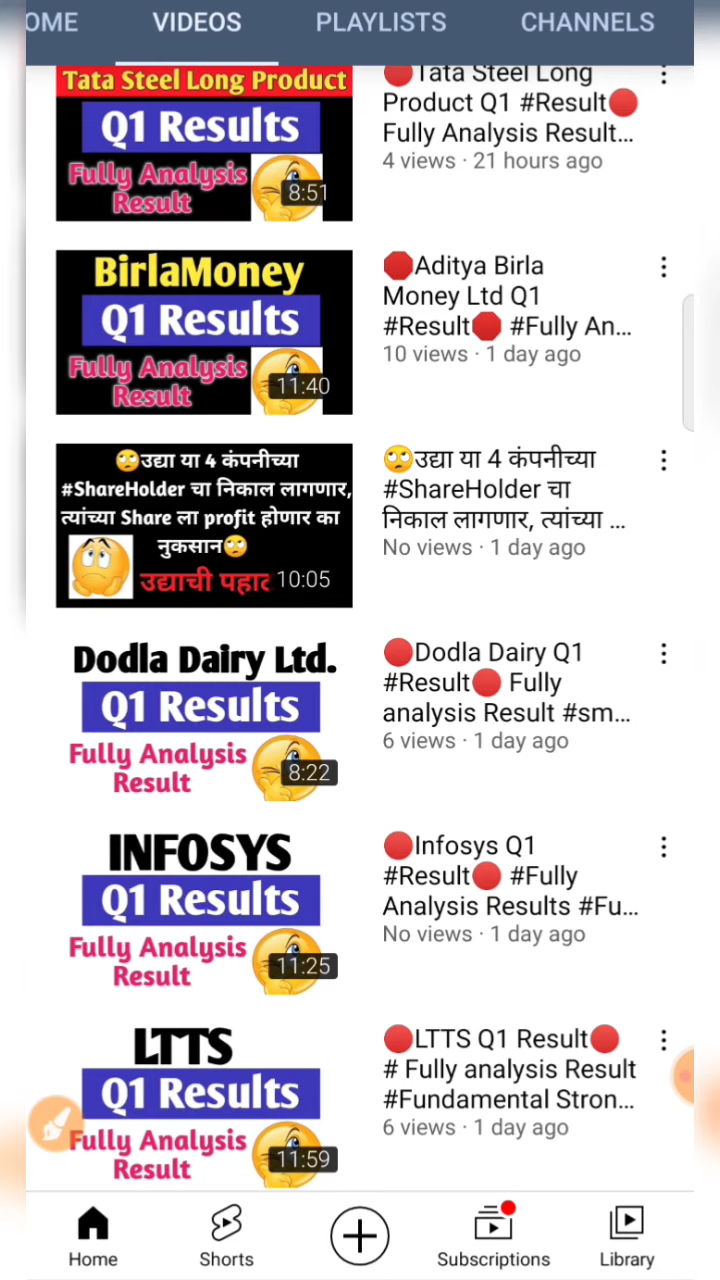 OME
VIDEOS
PLAYLISTS
CHANNELS
Tata Steel Long Product
Q1 Results
Fully Analysis
Result
8:51
🔴Tata Steel Long
Product Q1 #Result🔴
Fully Analysis Result...
4 views · 21 hours ago
BirlaMoney
Q1 Results
Fully Analysis
Result
11:40
🛑Aditya Birla
Money Ltd Q1
#Result🛑 #Fully An...
10 views · 1 day ago
🙄उद्या या 4 कंपनीच्या
#ShareHolder चा निकाल लागणार,
त्यांच्या Share ला profit होणार का
नुकसान🙄
उद्याची पहाट
10:05
🙄उद्या या 4 कंपनीच्या
#ShareHolder चा
निकाल लागणार, त्यांच्या ...
No views · 1 day ago
Dodla Dairy Ltd.
Q1 Results
Fully Analysis
Result
8:22
🔴Dodla Dairy Q1
#Result🔴 Fully
analysis Result #sm...
6 views · 1 day ago
INFOSYS
Q1 Results
Fully Analysis
Result
11:25
🔴Infosys Q1
#Result🔴 #Fully
Analysis Results #Fu...
No views · 1 day ago
LTTS
Q1 Results
Fully Analysis
Result
11:59
🔴LTTS Q1 Result🔴
# Fully analysis Result
#Fundamental Stron...
6 views · 1 day ago
Home
Shorts
Subscriptions
Library